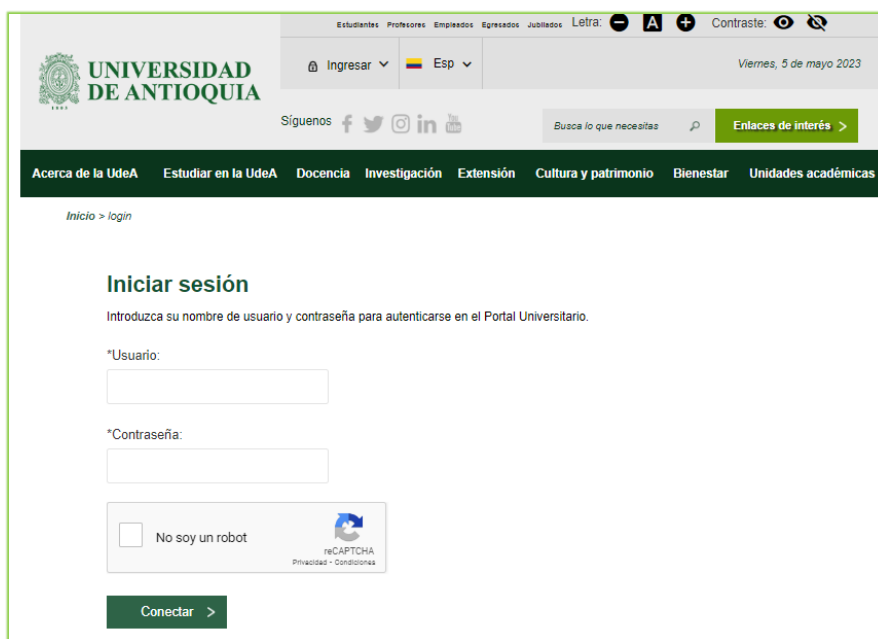 Estudiantes Profesores Empleados Egresados Jubilados Letra: A Contraste:
UNIVERSIDAD
DE ANTIOQUIA
1803
Ingresar Esp Viernes, 5 de mayo 2023
Síguenos
You
Tube
Busca lo que necesitas Enlaces de interés >
Acerca de la UdeA Estudiar en la UdeA Docencia Investigación Extensión Cultura y patrimonio Bienestar Unidades académicas
Inicio > login
Iniciar sesión
Introduzca su nombre de usuario y contraseña para autenticarse en el Portal Universitario.
*Usuario:
*Contraseña:
No soy un robot
reCAPTCHA
Privacidad - Condiciones
Conectar >